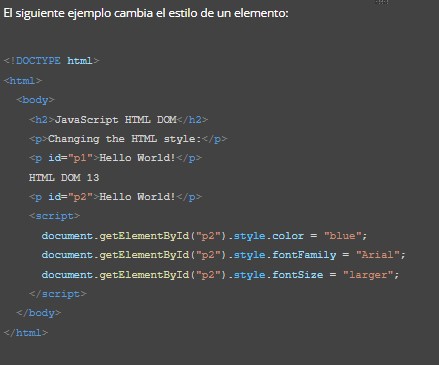 El siguiente ejemplo cambia el estilo de un elemento:
<!DOCTYPE html>
<html>
<body>
<h2>JavaScript HTML DOM</h2>
<p>Changing the HTML style:</p>
<p id="p1">Hello World!</p>
HTML DOM 13
<p id="p2">Hello World!</p>
<script>
document.getElementById("p2").style.color = "blue";
document.getElementById("p2").style.fontFamily = "Arial";
document.getElementById("p2").style.fontSize = "larger";
</script>
</body>
</html>